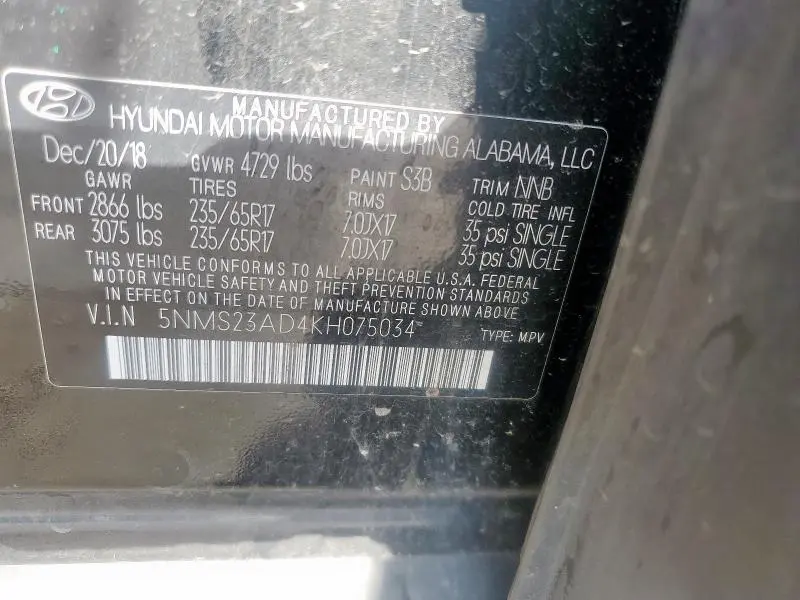 MANUFACTURED BY
HYUNDAI MOTOR MANUFACTURING ALABAMA, LLC
Dec/20/18 GVWR 4729 lbs PAINT S3B TRIM NNB
GAWR TIRES RIMS COLD TIRE INFL
FRONT 2866 lbs 235/65R17 7.0JX17 35 psi SINGLE
REAR 3075 lbs 235/65R17 7.0JX17 35 psi SINGLE
THIS VEHICLE CONFORMS TO ALL APPLICABLE U.S.A. FEDERAL
MOTOR VEHICLE SAFETY AND THEFT PREVENTION STANDARDS
IN EFFECT ON THE DATE OF MANUFACTURE SHOWN ABOVE.
V.I.N 5NMS23AD4KH075034 TYPE: MPV